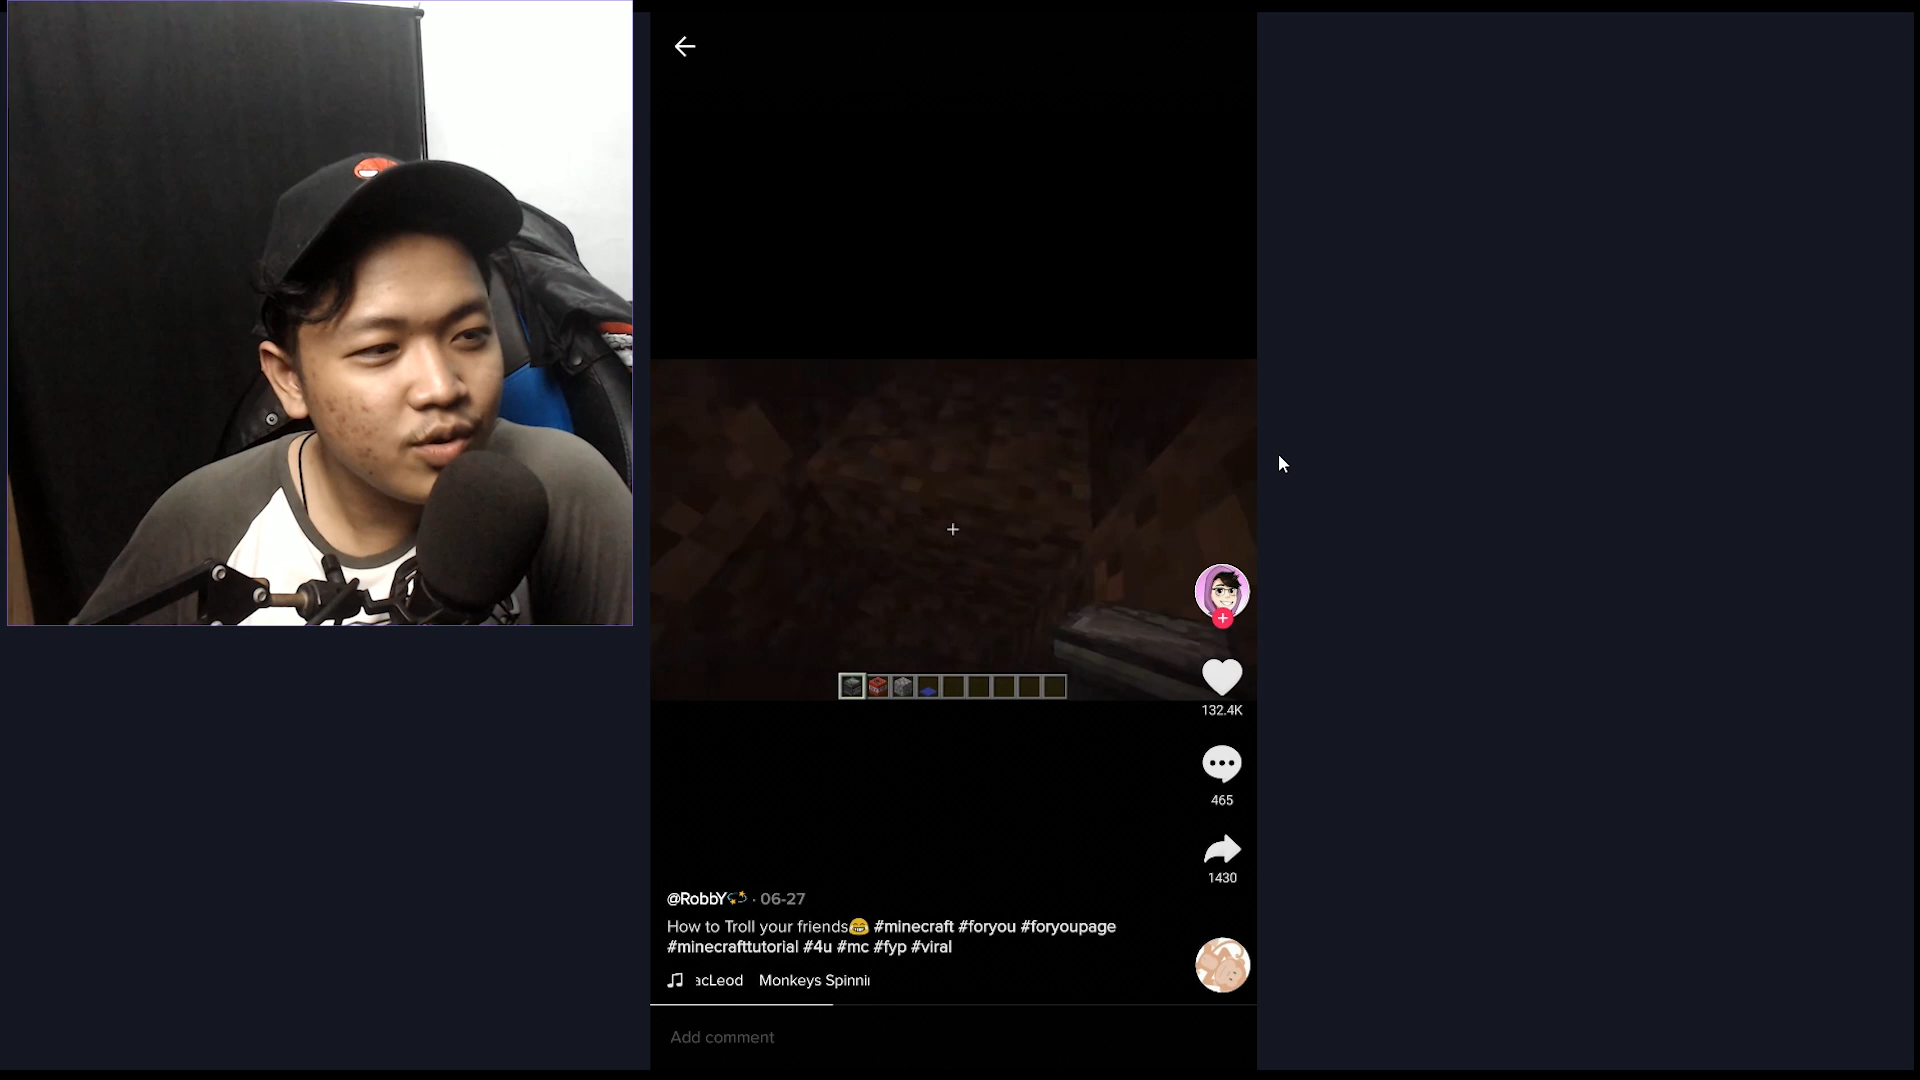 132.4K
465
1430
@RobbY💫 · 06-27
How to Troll your friends😂 #minecraft #foryou #foryoupage
#minecrafttutorial #4u #mc #fyp #viral
acLeod Monkeys Spinni
Add comment